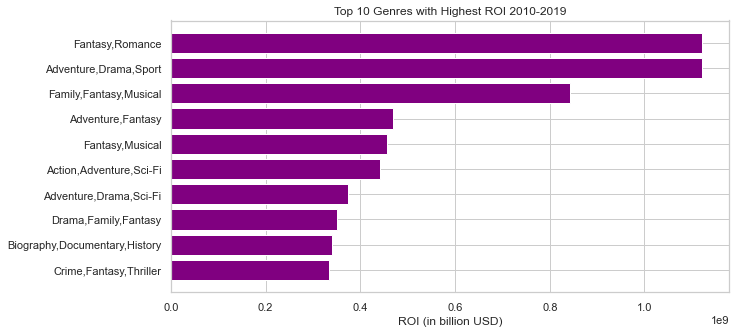 Top 10 Genres with Highest ROI 2010-2019
Fantasy,Romance
Adventure,Drama,Sport
Family,Fantasy,Musical
Adventure,Fantasy
Fantasy,Musical
Action,Adventure,Sci-Fi
Adventure,Drama,Sci-Fi
Drama,Family,Fantasy
Biography,Documentary,History
Crime,Fantasy,Thriller
0.0 0.2 0.4 0.6 0.8 1.0
1e9
ROI (in billion USD)